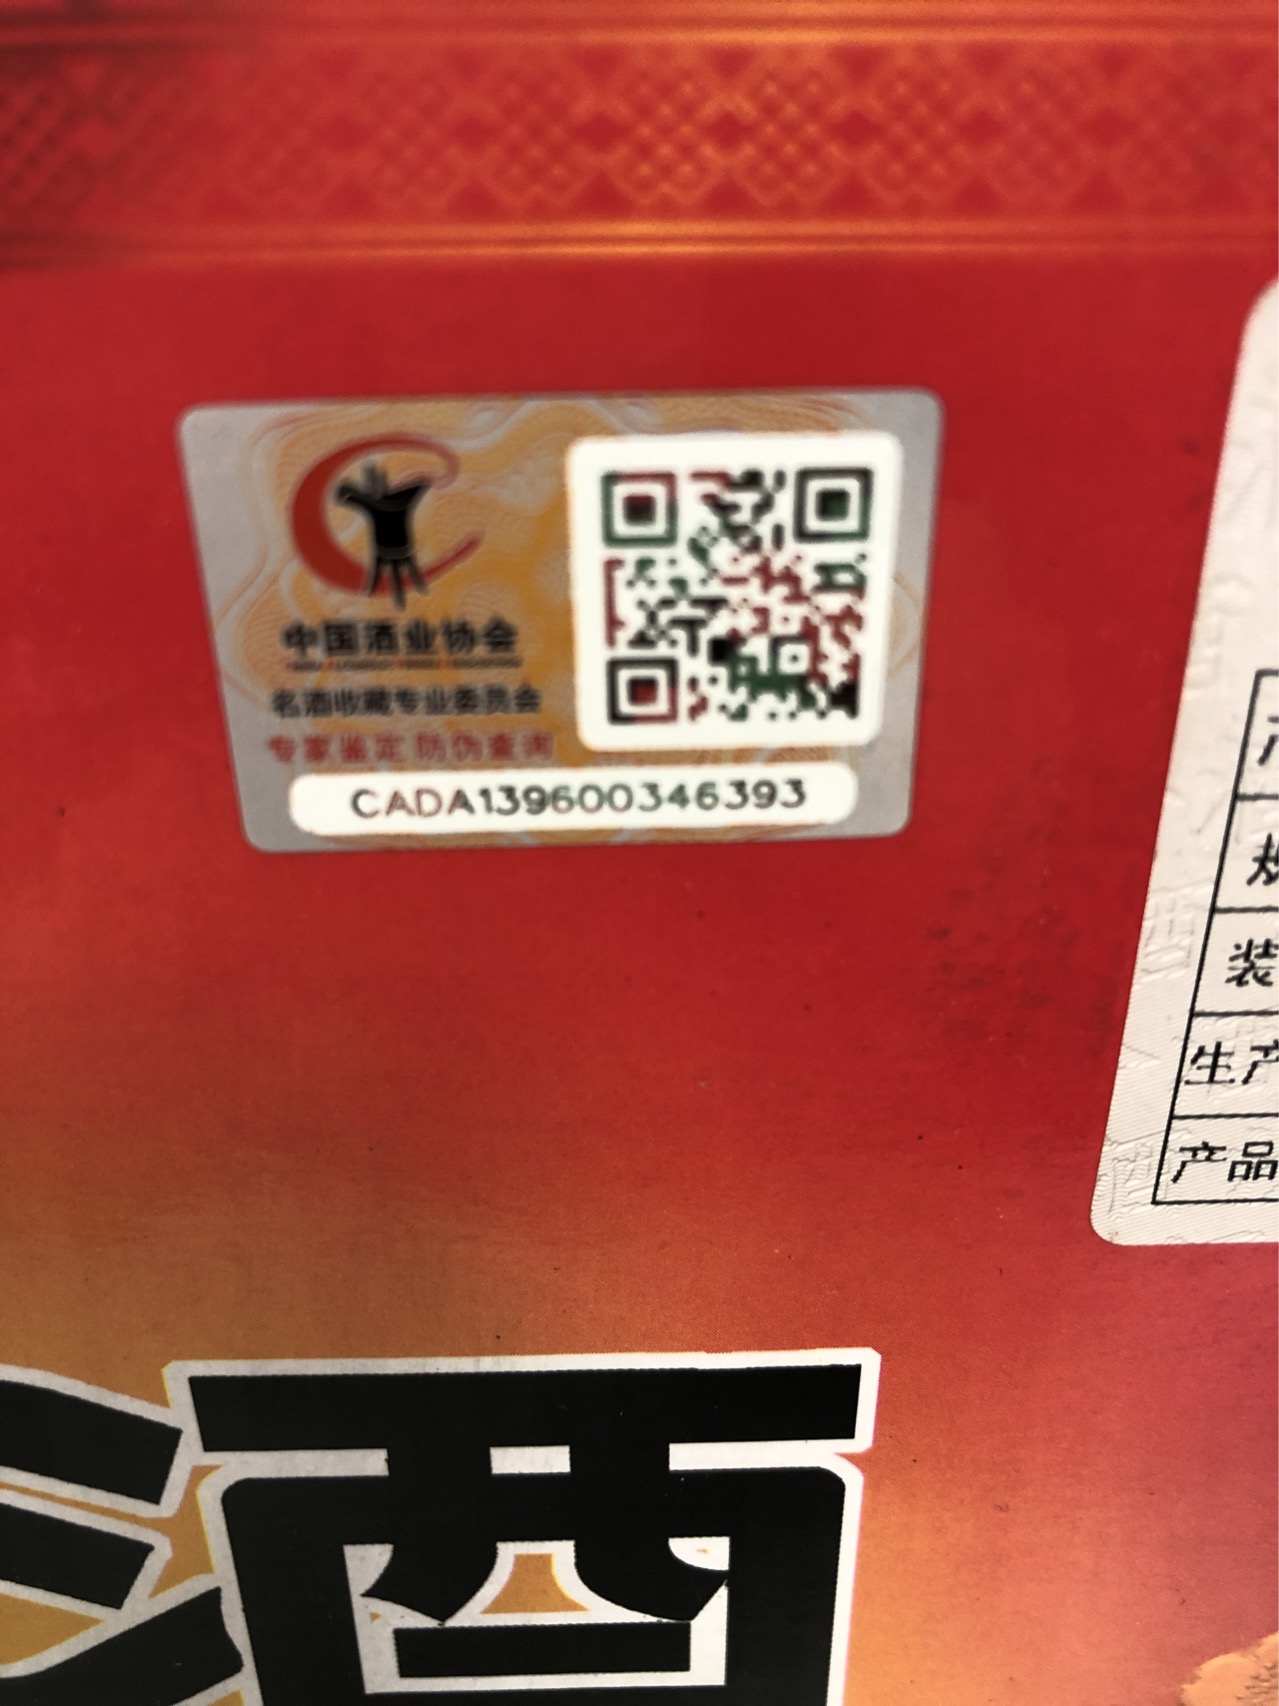 中国酒业协会
名酒收藏专业委员会
专家鉴定 防伪查询
CADA139600346393
装
生产
产品
酒